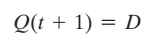 Q(t + 1) = D